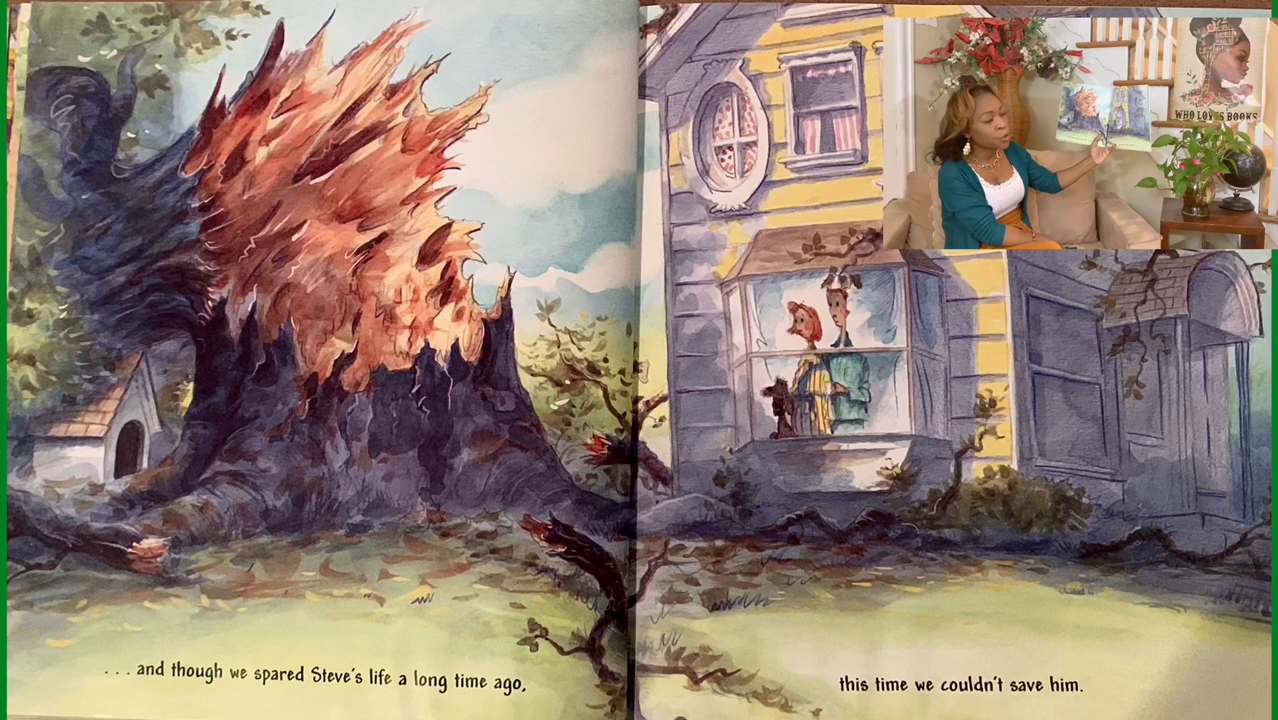 WHO LOVES BOOKS
. . . and though we spared Steve's life a long time ago,
this time we couldn't save him.